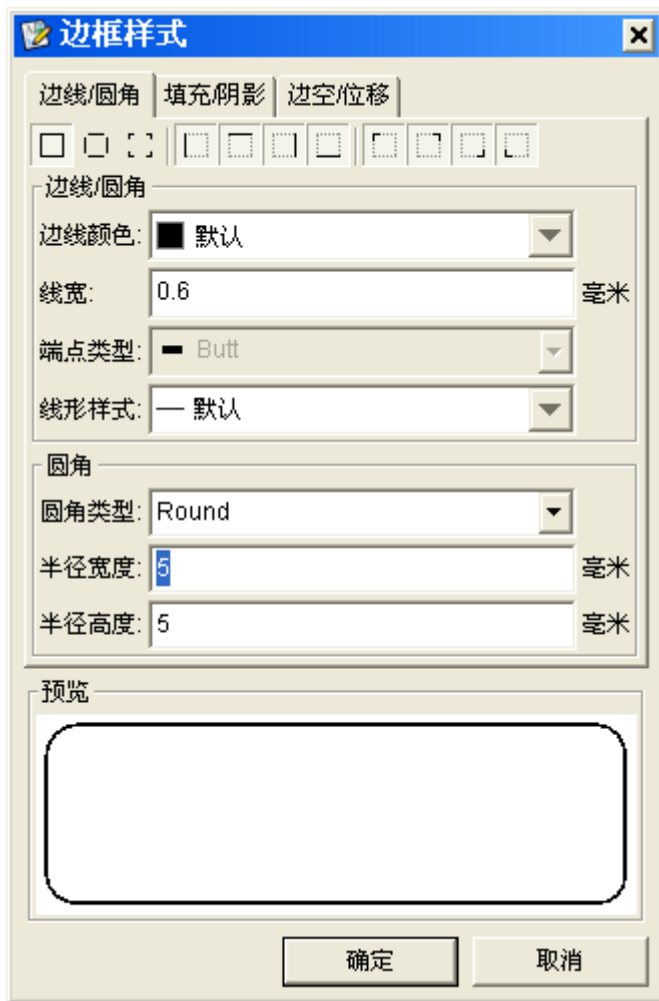 边框样式
边线/圆角 填充/阴影 边空/位移
边线/圆角
边线颜色: 默认
线宽: 0.6 毫米
端点类型: Butt
线形样式: 默认
圆角
圆角类型: Round
半径宽度: 5 毫米
半径高度: 5 毫米
预览
确定 取消